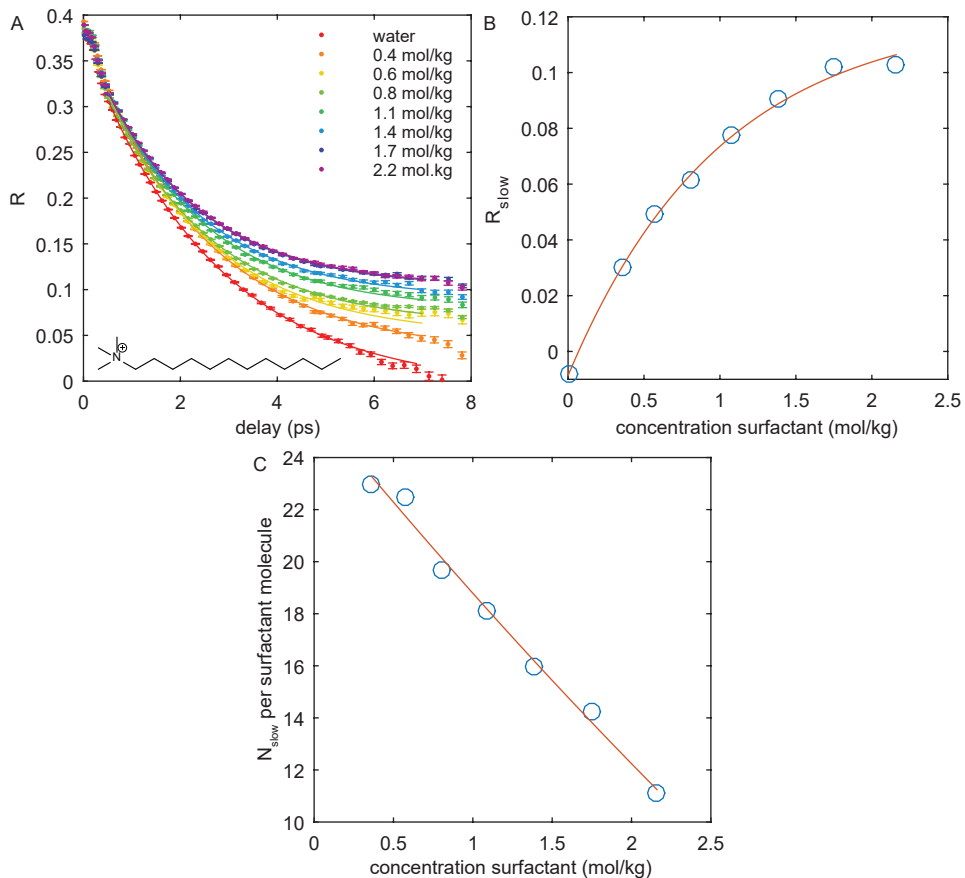 A
0.4
0.35
0.3
0.25
0.2
0.15
0.1
0.05
0
R
water
0.4 mol/kg
0.6 mol/kg
0.8 mol/kg
1.1 mol/kg
1.4 mol/kg
1.7 mol/kg
2.2 mol.kg
N
⊕
0 2 4 6 8
delay (ps)
B
0.12
0.1
0.08
0.06
0.04
0.02
0
R slow
0 0.5 1 1.5 2 2.5
concentration surfactant (mol/kg)
C
24
22
20
18
16
14
12
10
N slow per surfactant molecule
0 0.5 1 1.5 2 2.5
concentration surfactant (mol/kg)